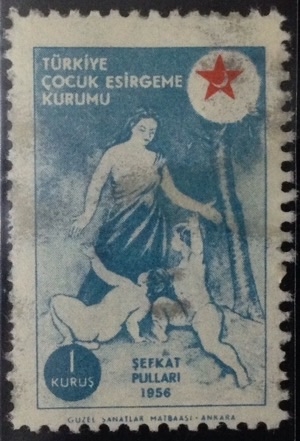 TÜRKİYE
ÇOCUK ESİRGEME
KURUMU
1
KURUŞ
ŞEFKAT
PULLARI
1956
GÜZEL SANATLAR MATBAASI - ANKARA